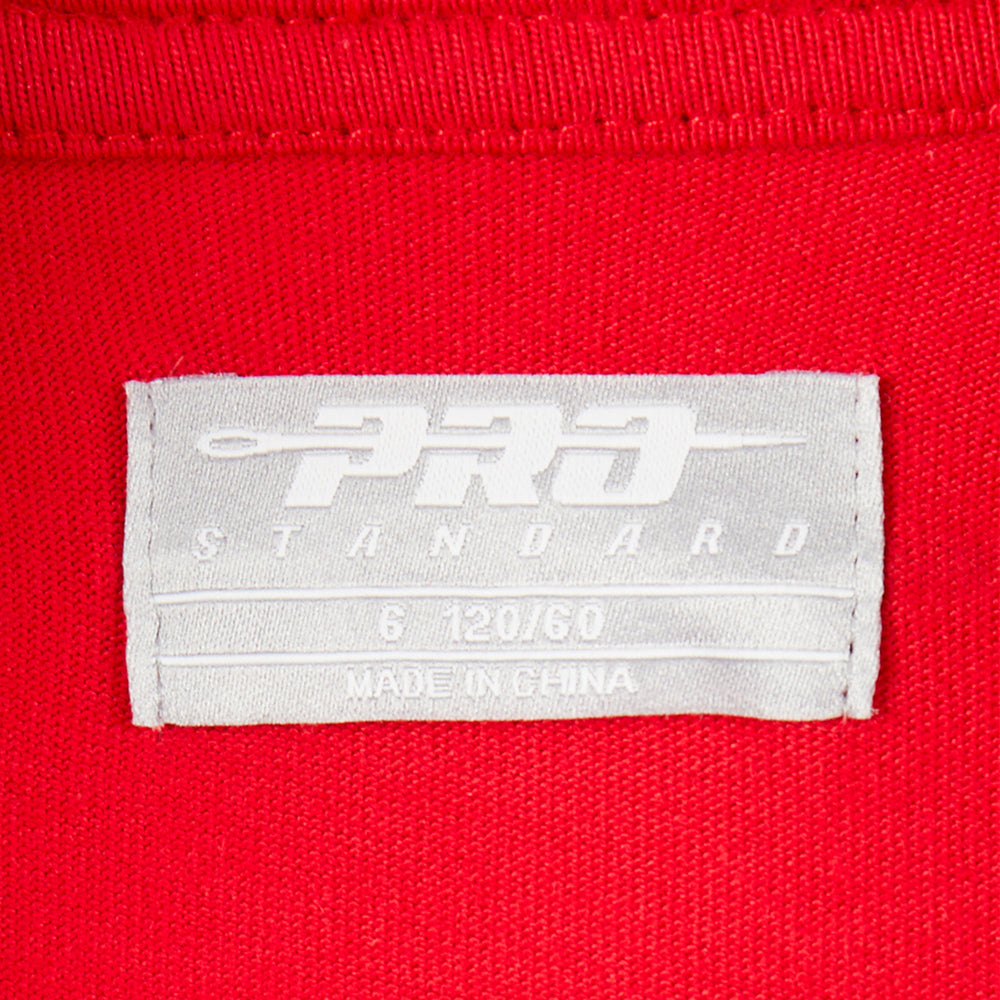 PRO
STANDARD
6 120/60
MADE IN CHINA